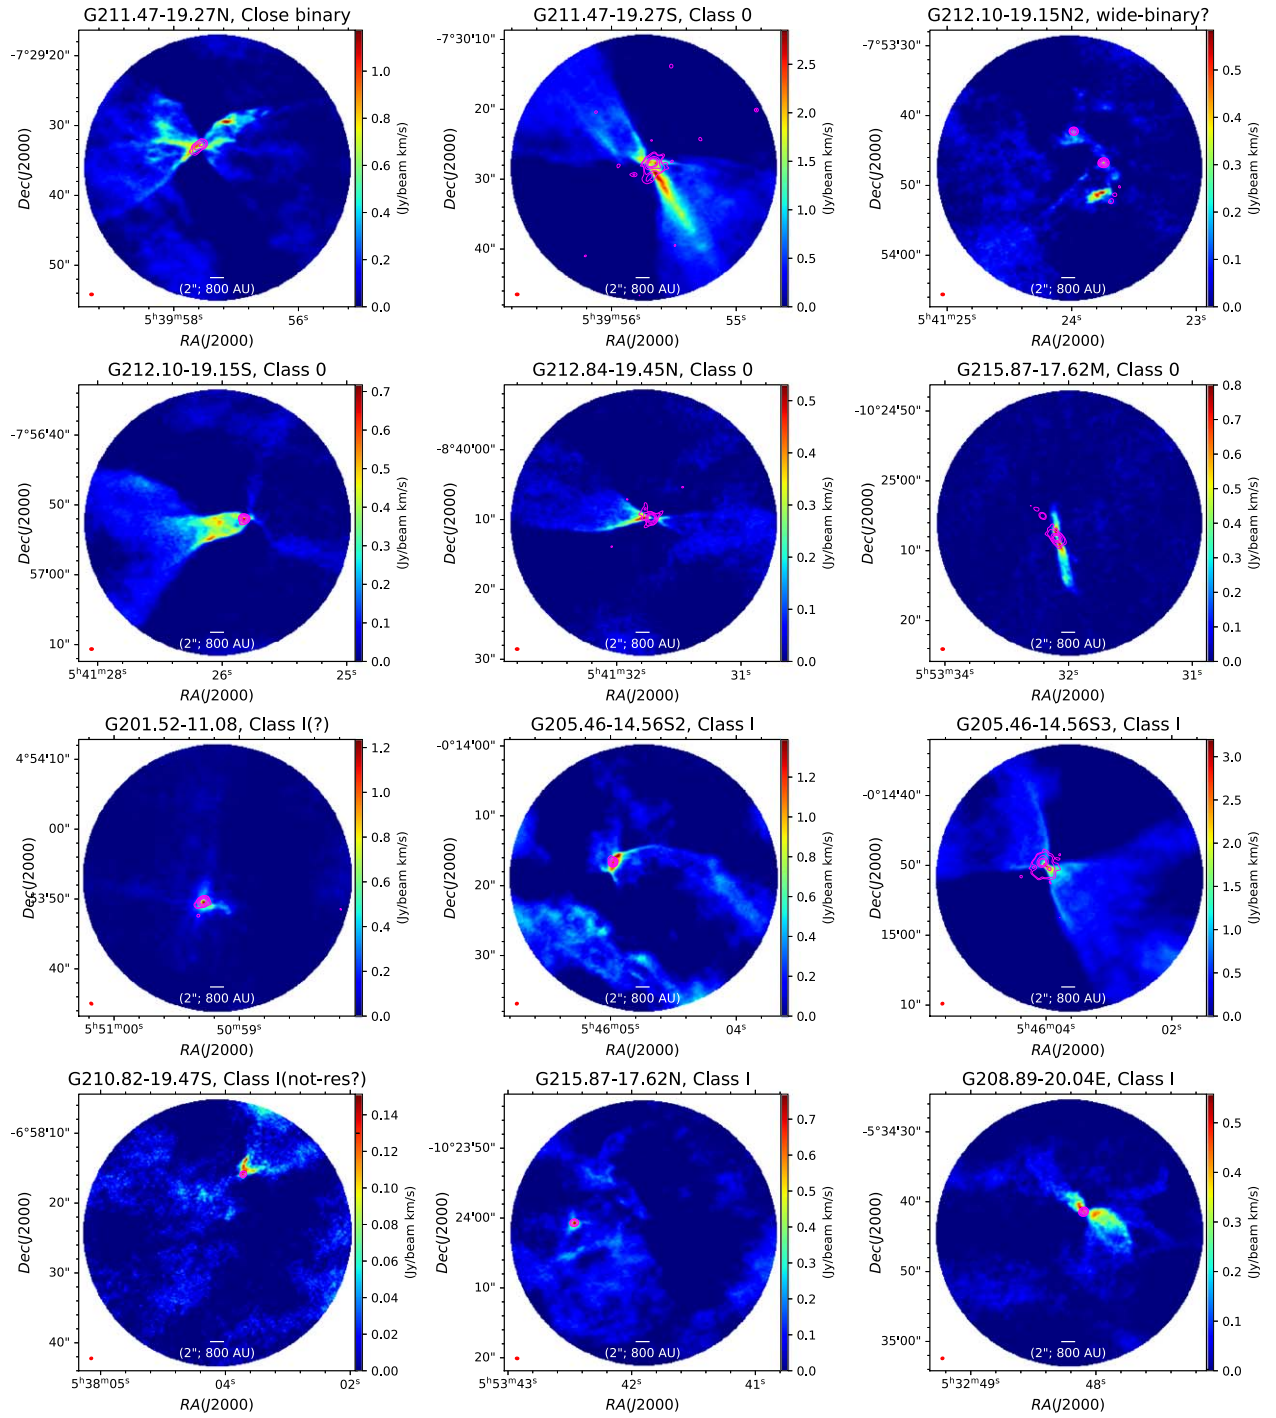 G211.47-19.27N, Close binary
G211.47-19.27S, Class 0
G212.10-19.15N2, wide-binary?
-7°29'20"
30"
40"
50"
Dec(J2000)
(2"; 800 AU)
5ʰ39ᵐ58ˢ
56ˢ
RA(J2000)
1.0
0.8
0.6
0.4
0.2
0.0
(Jy/beam km/s)
-7°30'10"
20"
30"
40"
Dec(J2000)
(2"; 800 AU)
5ʰ39ᵐ56ˢ
55ˢ
RA(J2000)
2.5
2.0
1.5
1.0
0.5
0.0
(Jy/beam km/s)
-7°53'30"
40"
50"
54'00"
Dec(J2000)
(2"; 800 AU)
5ʰ41ᵐ25ˢ
24ˢ
23ˢ
RA(J2000)
0.5
0.4
0.3
0.2
0.1
0.0
(Jy/beam km/s)
G212.10-19.15S, Class 0
G212.84-19.45N, Class 0
G215.87-17.62M, Class 0
-7°56'40"
50"
57'00"
10"
Dec(J2000)
(2"; 800 AU)
5ʰ41ᵐ28ˢ
26ˢ
25ˢ
RA(J2000)
0.7
0.6
0.5
0.4
0.3
0.2
0.1
0.0
(Jy/beam km/s)
-8°40'00"
10"
20"
30"
Dec(J2000)
(2"; 800 AU)
5ʰ41ᵐ32ˢ
31ˢ
RA(J2000)
0.5
0.4
0.3
0.2
0.1
0.0
(Jy/beam km/s)
-10°24'50"
25'00"
10"
20"
Dec(J2000)
(2"; 800 AU)
5ʰ53ᵐ34ˢ
32ˢ
31ˢ
RA(J2000)
0.8
0.7
0.6
0.5
0.4
0.3
0.2
0.1
0.0
(Jy/beam km/s)
G201.52-11.08, Class I(?)
G205.46-14.56S2, Class I
G205.46-14.56S3, Class I
4°54'10"
00"
53'50"
40"
Dec(J2000)
(2"; 800 AU)
5ʰ51ᵐ00ˢ
50ᵐ59ˢ
RA(J2000)
1.2
1.0
0.8
0.6
0.4
0.2
0.0
(Jy/beam km/s)
-0°14'00"
10"
20"
30"
Dec(J2000)
(2"; 800 AU)
5ʰ46ᵐ05ˢ
04ˢ
RA(J2000)
1.2
1.0
0.8
0.6
0.4
0.2
0.0
(Jy/beam km/s)
-0°14'40"
50"
15'00"
10"
Dec(J2000)
(2"; 800 AU)
5ʰ46ᵐ04ˢ
02ˢ
RA(J2000)
3.0
2.5
2.0
1.5
1.0
0.5
0.0
(Jy/beam km/s)
G210.82-19.47S, Class I(not-res?)
G215.87-17.62N, Class I
G208.89-20.04E, Class I
-6°58'10"
20"
30"
40"
Dec(J2000)
(2"; 800 AU)
5ʰ38ᵐ05ˢ
04ˢ
02ˢ
RA(J2000)
0.14
0.12
0.10
0.08
0.06
0.04
0.02
0.00
(Jy/beam km/s)
-10°23'50"
24'00"
10"
20"
Dec(J2000)
(2"; 800 AU)
5ʰ53ᵐ43ˢ
42ˢ
41ˢ
RA(J2000)
0.7
0.6
0.5
0.4
0.3
0.2
0.1
0.0
(Jy/beam km/s)
-5°34'30"
40"
50"
35'00"
Dec(J2000)
(2"; 800 AU)
5ʰ32ᵐ49ˢ
48ˢ
RA(J2000)
0.5
0.4
0.3
0.2
0.1
0.0
(Jy/beam km/s)